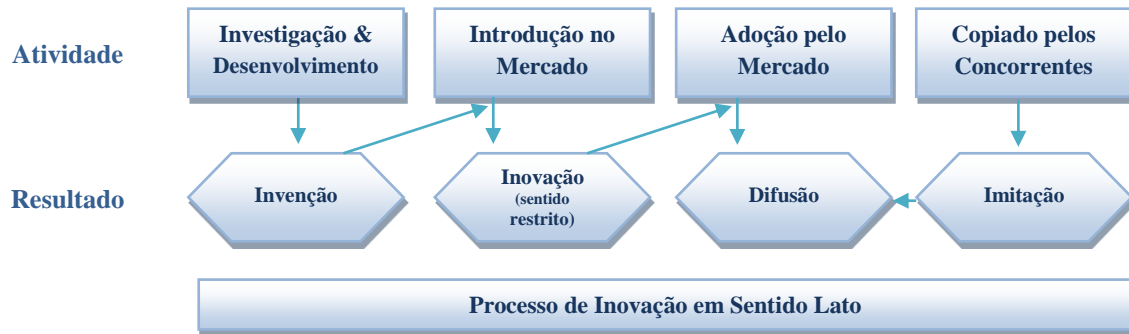 Atividade
Investigação &
Desenvolvimento
Introdução no
Mercado
Adoção pelo
Mercado
Copiado pelos
Concorrentes
Resultado
Invenção
Inovação
(sentido
restrito)
Difusão
Imitação
Processo de Inovação em Sentido Lato